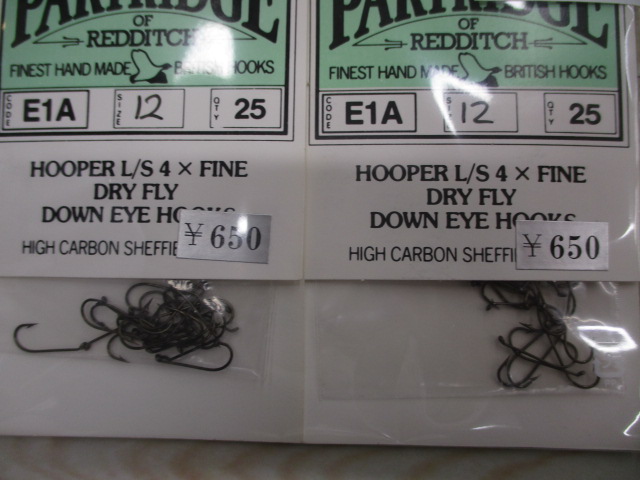 PARTRIDGE
OF
REDDITCH
FINEST HAND MADE BRITISH HOOKS
CODE E1A SIZE 12 QTY 25
HOOPER L/S 4 × FINE
DRY FLY
DOWN EYE HOOKS
HIGH CARBON SHEFFIE
¥650
PARTRIDGE
OF
REDDITCH
FINEST HAND MADE BRITISH HOOKS
CODE E1A SIZE 12 QTY 25
HOOPER L/S 4 × FINE
DRY FLY
DOWN EYE HOOKS
HIGH CARBON SHEFFI
¥650